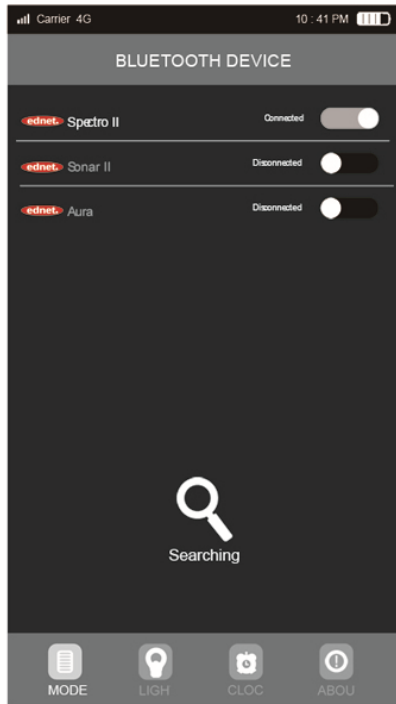 Carrier 4G 10 : 41 PM
BLUETOOTH DEVICE
ednet. Spectro II Connected
ednet. Sonar II Disconnected
ednet. Aura Disconnected
Searching
MODE LIGH CLOC ABOU